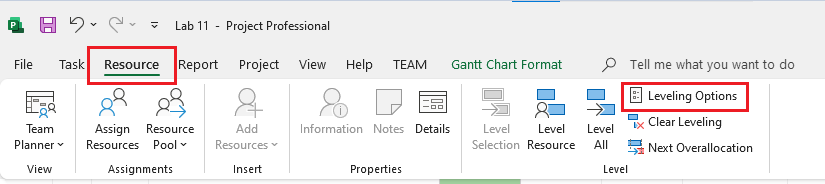 Lab 11 - Project Professional
File Task Resource Report Project View Help TEAM Gantt Chart Format Tell me what you want to do
Team Planner
Assign Resources
Resource Pool
Add Resources
Information
Notes
Details
Level Selection
Level Resource
Level All
Leveling Options
Clear Leveling
Next Overallocation
View
Assignments
Insert
Properties
Level